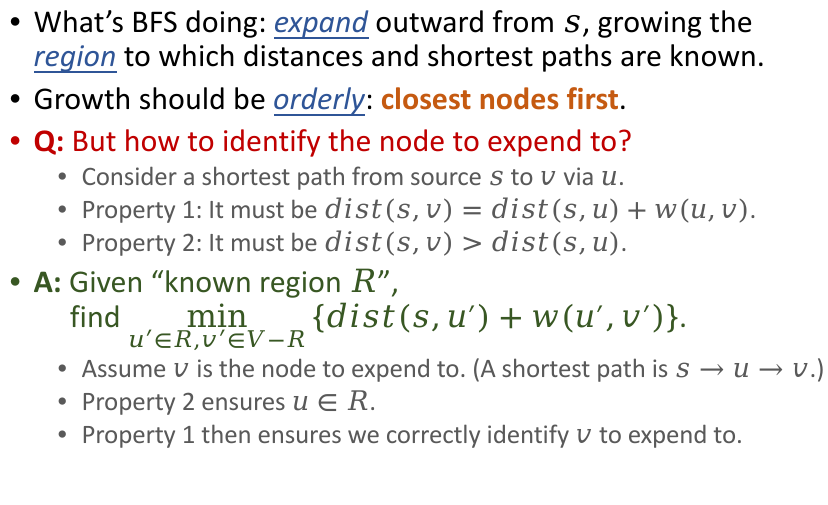 • What's BFS doing: expand outward from s, growing the
region to which distances and shortest paths are known.
• Growth should be orderly: closest nodes first.
• Q: But how to identify the node to expend to?
• Consider a shortest path from source s to v via u.
• Property 1: It must be dist(s, v) = dist(s, u) + w(u, v).
• Property 2: It must be dist(s, v) > dist(s, u).
• A: Given “known region R”,
find min {dist(s, u′) + w(u′, v′)}.
u′∈R,v′∈V−R
• Assume v is the node to expend to. (A shortest path is s → u → v.)
• Property 2 ensures u ∈ R.
• Property 1 then ensures we correctly identify v to expend to.